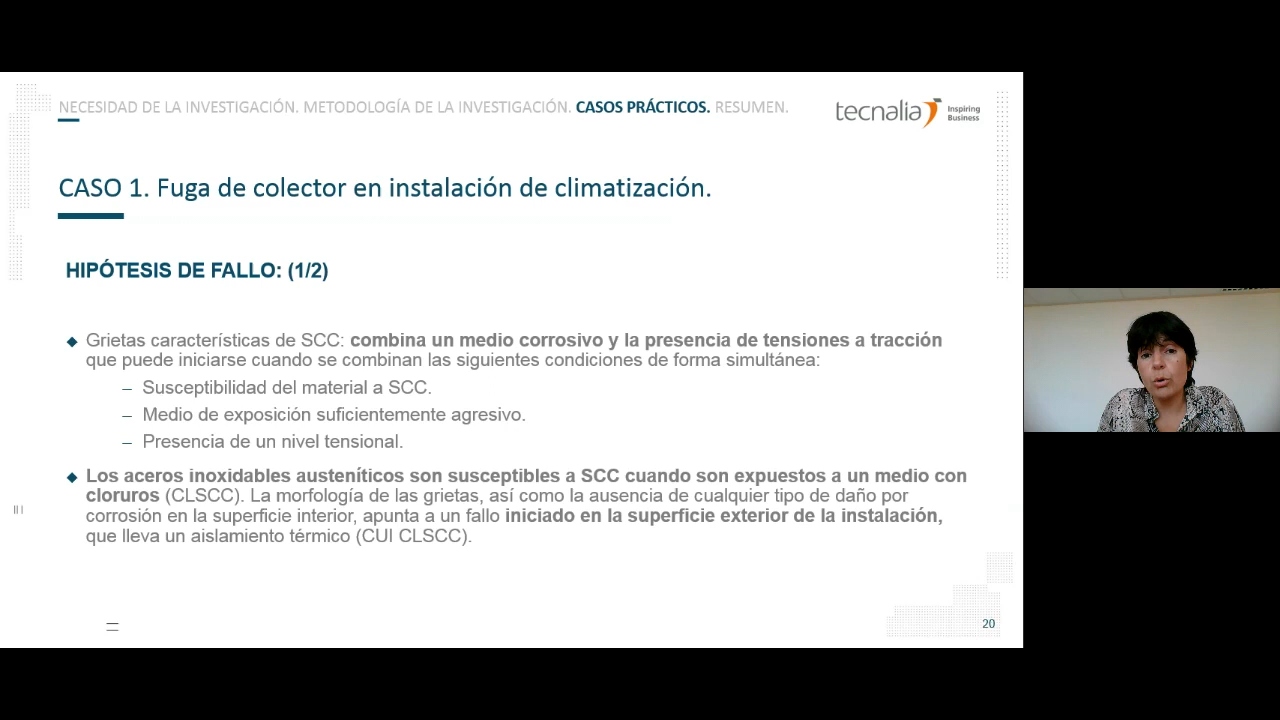 NECESIDAD DE LA INVESTIGACIÓN. METODOLOGÍA DE LA INVESTIGACIÓN. CASOS PRÁCTICOS. RESUMEN.
tecnalia Inspiring Business
CASO 1. Fuga de colector en instalación de climatización.
HIPÓTESIS DE FALLO: (1/2)
◆ Grietas características de SCC: combina un medio corrosivo y la presencia de tensiones a tracción
que puede iniciarse cuando se combinan las siguientes condiciones de forma simultánea:
– Susceptibilidad del material a SCC.
– Medio de exposición suficientemente agresivo.
– Presencia de un nivel tensional.
◆ Los aceros inoxidables austeníticos son susceptibles a SCC cuando son expuestos a un medio con
cloruros (CLSCC). La morfología de las grietas, así como la ausencia de cualquier tipo de daño por
corrosión en la superficie interior, apunta a un fallo iniciado en la superficie exterior de la instalación,
que lleva un aislamiento térmico (CUI CLSCC).
20